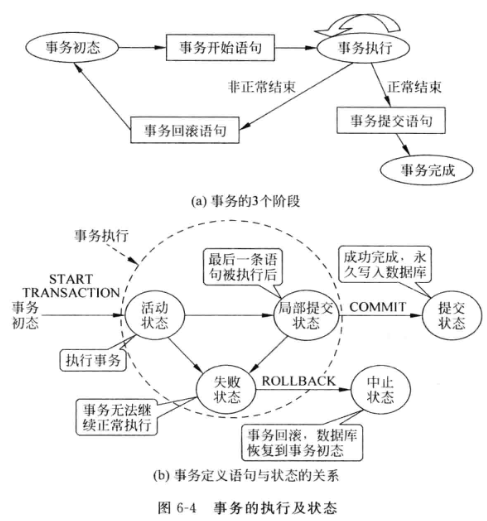 事务初态
事务开始语句
事务执行
非正常结束
正常结束
事务回滚语句
事务提交语句
事务完成
(a) 事务的3个阶段
事务执行
最后一条语
句被执行后
成功完成，永
久写入数据库
START
TRANSACTION
事务
初态
活动
状态
局部提交
状态
COMMIT
提交
状态
执行事务
失败
状态
ROLLBACK
中止
状态
事务无法继
续正常执行
事务回滚，数据库
恢复到事务初态
(b) 事务定义语句与状态的关系
图 6-4 事务的执行及状态